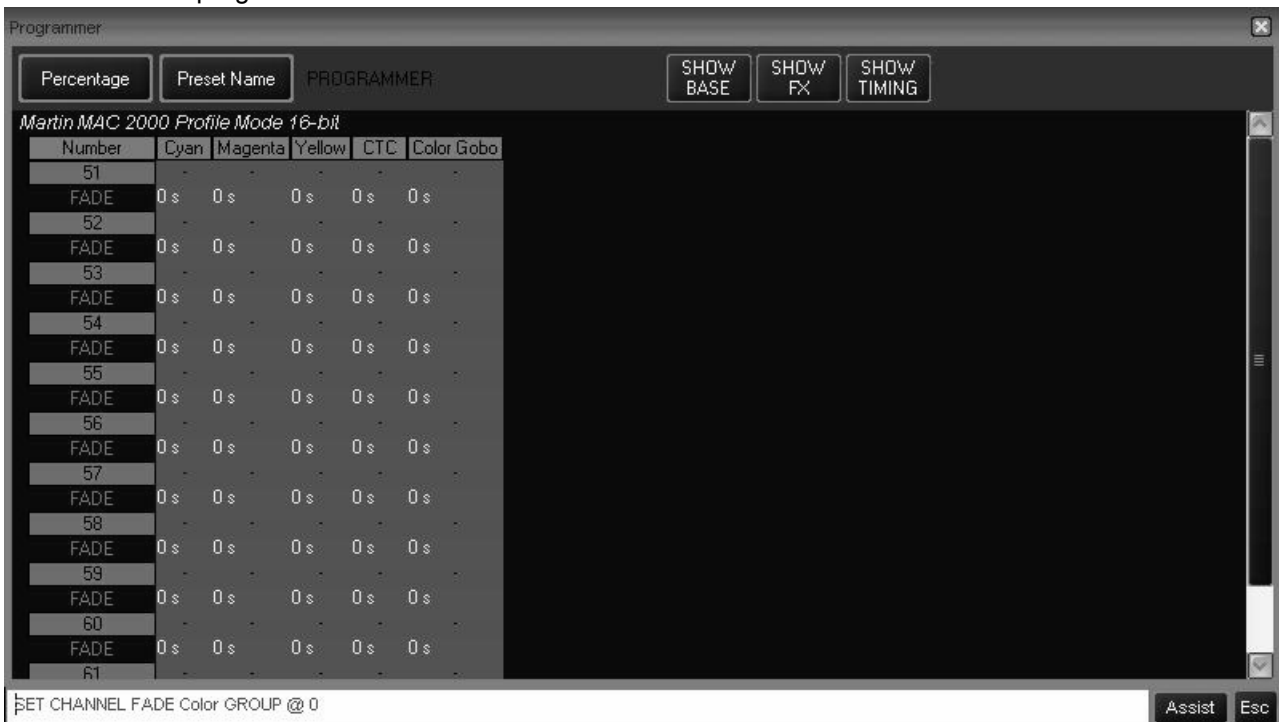 Programmer
Percentage Preset Name PROGRAMMER SHOW BASE SHOW FX SHOW TIMING
Martin MAC 2000 Profile Mode 16-bit
Number Cyan Magenta Yellow CTC Color Gobo
51 - - - - -
FADE 0 s 0 s 0 s 0 s 0 s
52 - - - - -
FADE 0 s 0 s 0 s 0 s 0 s
53 - - - - -
FADE 0 s 0 s 0 s 0 s 0 s
54 - - - - -
FADE 0 s 0 s 0 s 0 s 0 s
55 - - - - -
FADE 0 s 0 s 0 s 0 s 0 s
56 - - - - -
FADE 0 s 0 s 0 s 0 s 0 s
57 - - - - -
FADE 0 s 0 s 0 s 0 s 0 s
58 - - - - -
FADE 0 s 0 s 0 s 0 s 0 s
59 - - - - -
FADE 0 s 0 s 0 s 0 s 0 s
60 - - - - -
FADE 0 s 0 s 0 s 0 s 0 s
61 - - - - -
SET CHANNEL FADE Color GROUP @ 0 Assist Esc